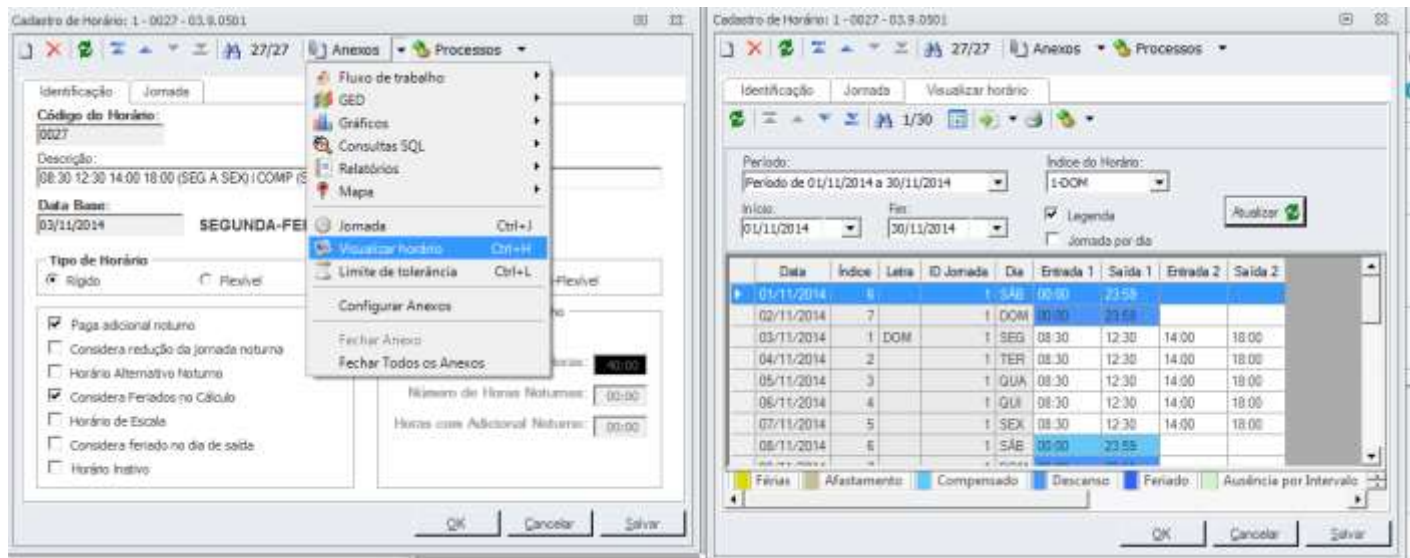 Cadastro de Horário: 1 - 0027 - 03.9.0501
27/27 Anexos Processos
Identificação Jornada
Código do Horário:
0027
Descrição:
08:30 12:30 14:00 18:00 (SEG A SEX) | COMP (S
Data Base:
03/11/2014 SEGUNDA-FEI
Tipo de Horário
Rígido Flexível -Flexível
Paga adicional noturno
Considera redução da jornada noturna
Horário Alternativo Noturno
Considera Feriados no Cálculo
Horário de Escala
Considera feriado no dia de saída
Horário Inativo
40:00
Número de Horas Noturnas: 00:00
Horas com Adicional Noturno: 00:00
Fluxo de trabalho
GED
Gráficos
Consultas SQL
Relatórios
Mapa
Jornada Ctrl+J
Visualizar horário Ctrl+H
Limite de tolerância Ctrl+L
Configurar Anexos
Fechar Anexo
Fechar Todos os Anexos
OK Cancelar Salvar
Cadastro de Horário: 1 - 0027 - 03.9.0501
27/27 Anexos Processos
Identificação Jornada Visualizar horário
1/30
Período: Índice do Horário:
Período de 01/11/2014 a 30/11/2014 1-DOM
Início: Fim: Legenda Atualizar
01/11/2014 30/11/2014 Jornada por dia
Data Índice Letra ID Jornada Dia Entrada 1 Saída 1 Entrada 2 Saída 2
01/11/2014 6 1 SÁB 00:00 23:59
02/11/2014 7 1 DOM 00:00 23:59
03/11/2014 1 DOM 1 SEG 08:30 12:30 14:00 18:00
04/11/2014 2 1 TER 08:30 12:30 14:00 18:00
05/11/2014 3 1 QUA 08:30 12:30 14:00 18:00
06/11/2014 4 1 QUI 08:30 12:30 14:00 18:00
07/11/2014 5 1 SEX 08:30 12:30 14:00 18:00
08/11/2014 6 1 SÁB 00:00 23:59
Férias Afastamento Compensado Descanso Feriado Ausência por Intervalo
OK Cancelar Salvar